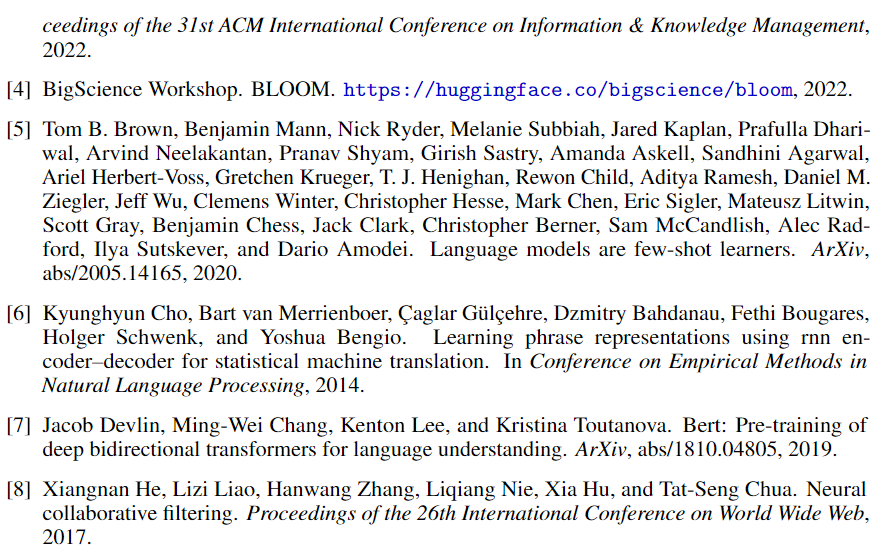 ceedings of the 31st ACM International Conference on Information & Knowledge Management,
2022.
[4] BigScience Workshop. BLOOM. https://huggingface.co/bigscience/bloom, 2022.
[5] Tom B. Brown, Benjamin Mann, Nick Ryder, Melanie Subbiah, Jared Kaplan, Prafulla Dhari-
wal, Arvind Neelakantan, Pranav Shyam, Girish Sastry, Amanda Askell, Sandhini Agarwal,
Ariel Herbert-Voss, Gretchen Krueger, T. J. Henighan, Rewon Child, Aditya Ramesh, Daniel M.
Ziegler, Jeff Wu, Clemens Winter, Christopher Hesse, Mark Chen, Eric Sigler, Mateusz Litwin,
Scott Gray, Benjamin Chess, Jack Clark, Christopher Berner, Sam McCandlish, Alec Rad-
ford, Ilya Sutskever, and Dario Amodei. Language models are few-shot learners. ArXiv,
abs/2005.14165, 2020.
[6] Kyunghyun Cho, Bart van Merrienboer, Çaglar Gülçehre, Dzmitry Bahdanau, Fethi Bougares,
Holger Schwenk, and Yoshua Bengio. Learning phrase representations using rnn en-
coder–decoder for statistical machine translation. In Conference on Empirical Methods in
Natural Language Processing, 2014.
[7] Jacob Devlin, Ming-Wei Chang, Kenton Lee, and Kristina Toutanova. Bert: Pre-training of
deep bidirectional transformers for language understanding. ArXiv, abs/1810.04805, 2019.
[8] Xiangnan He, Lizi Liao, Hanwang Zhang, Liqiang Nie, Xia Hu, and Tat-Seng Chua. Neural
collaborative filtering. Proceedings of the 26th International Conference on World Wide Web,
2017.